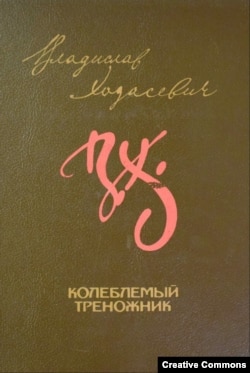 Владислав
Ходасевич
В.Х.
КОЛЕБЛЕМЫЙ
ТРЕНОЖНИК
Creative Commons